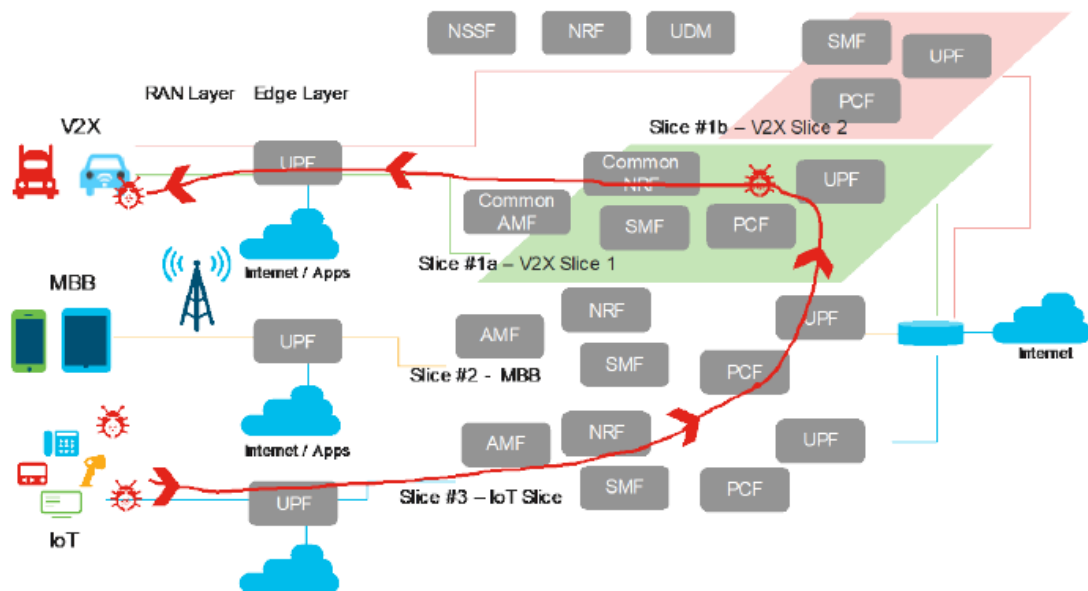 NSSF
NRF
UDM
SMF
UPF
PCF
RAN Layer
Edge Layer
V2X
Slice #1b – V2X Slice 2
UPF
Common
NRF
UPF
Common
AMF
SMF
PCF
Internet / Apps
Slice #1a – V2X Slice 1
MBB
NRF
UPF
AMF
UPF
SMF
Internet
Slice #2 - MBB
PCF
Internet / Apps
AMF
NRF
UPF
Slice #3 – IoT Slice
SMF
PCF
UPF
IoT